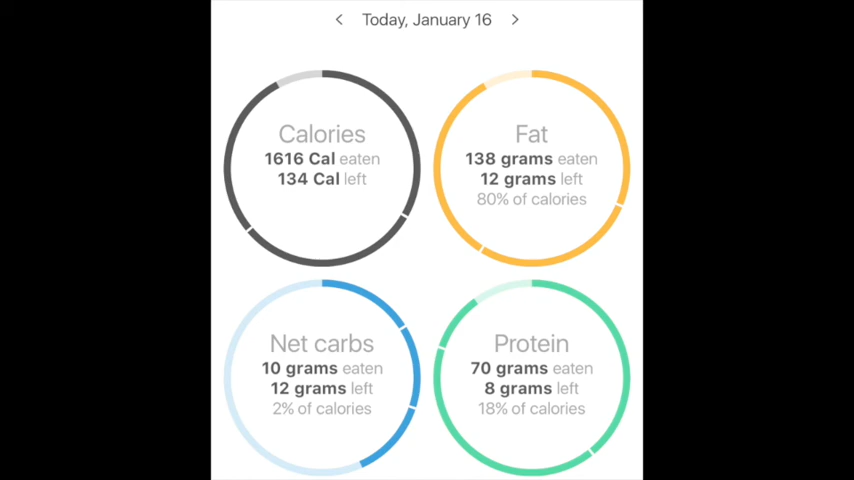 Today, January 16
Calories
1616 Cal eaten
134 Cal left
Fat
138 grams eaten
12 grams left
80% of calories
Net carbs
10 grams eaten
12 grams left
2% of calories
Protein
70 grams eaten
8 grams left
18% of calories